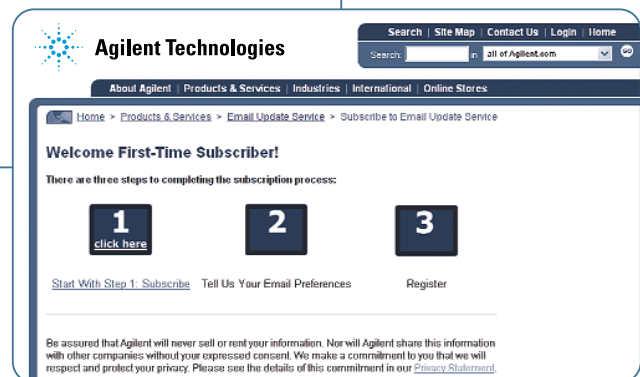 Search | Site Map | Contact Us | Login | Home
Agilent Technologies
Search: in all of Agilent.com GO
About Agilent | Products & Services | Industries | International | Online Stores
Home > Products & Services > Email Update Service > Subscribe to Email Update Service
Welcome First-Time Subscriber!
There are three steps to completing the subscription process:
1 2 3
click here
Start With Step 1: Subscribe Tell Us Your Email Preferences Register
Be assured that Agilent will never sell or rent your information. Nor will Agilent share this information
with other companies without your expressed consent. We make a commitment to you that we will
respect and protect your privacy. Please see the details of this commitment in our Privacy Statement.